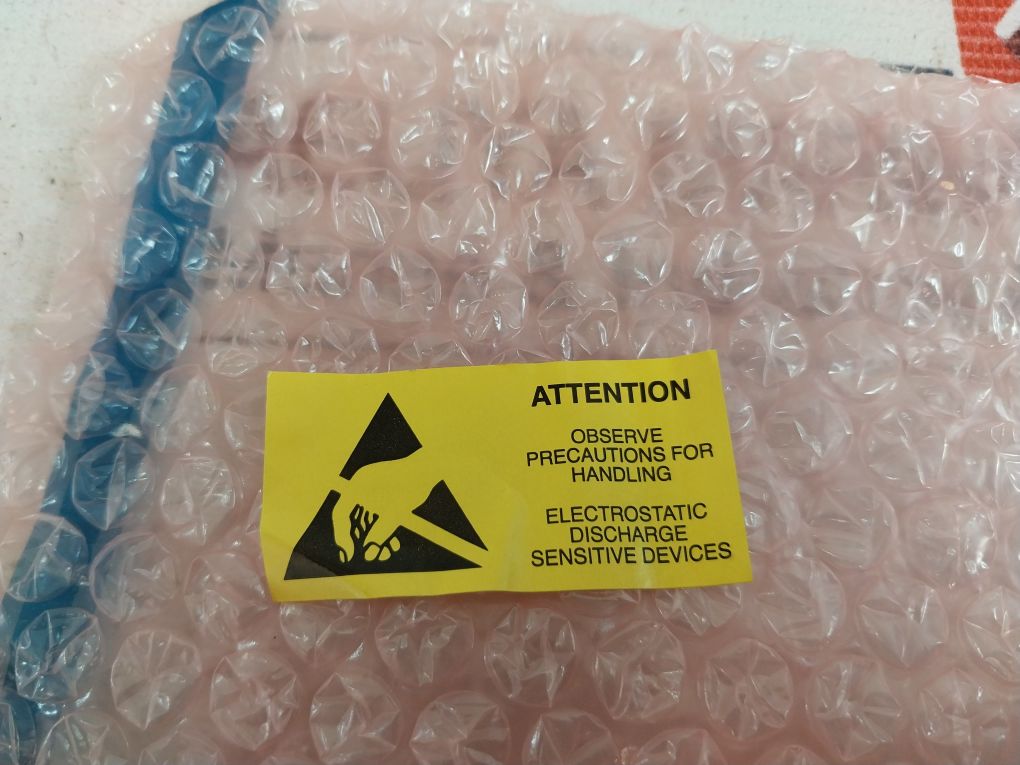 ATTENTION
OBSERVE
PRECAUTIONS FOR
HANDLING
ELECTROSTATIC
DISCHARGE
SENSITIVE DEVICES